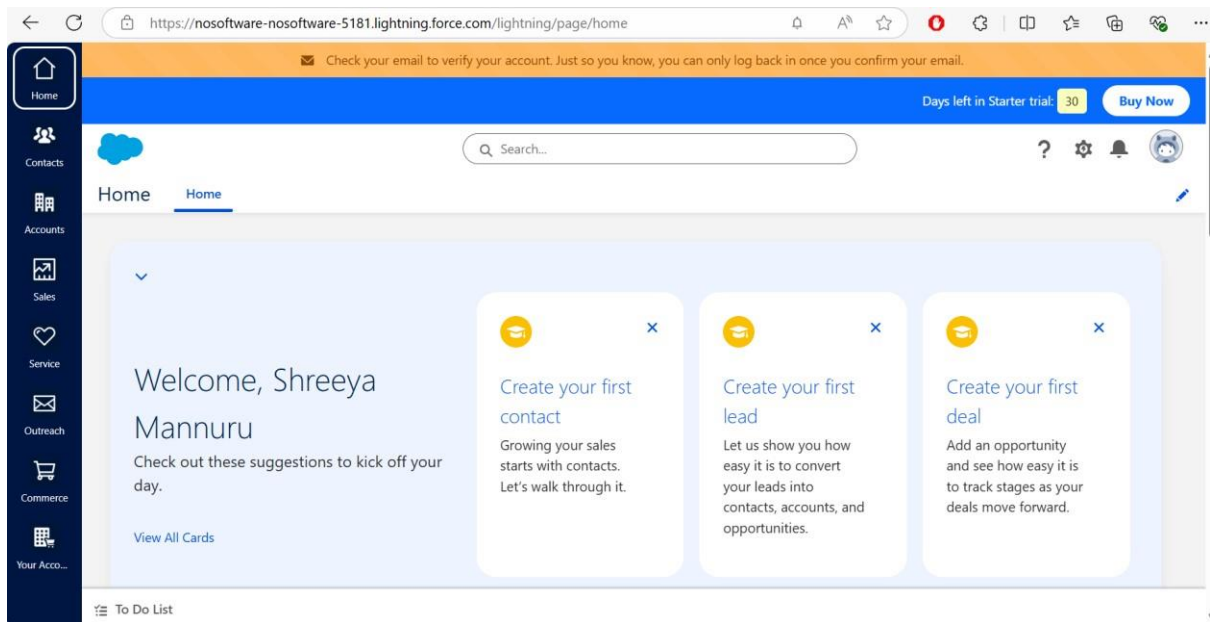 https://nosoftware-nosoftware-5181.lightning.force.com/lightning/page/home
Check your email to verify your account. Just so you know, you can only log back in once you confirm your email.
Days left in Starter trial: 30 Buy Now
Search...
Home Home
Home
Contacts
Accounts
Sales
Service
Outreach
Commerce
Your Acco...
Welcome, Shreeya
Mannuru
Check out these suggestions to kick off your
day.
View All Cards
Create your first
contact
Growing your sales
starts with contacts.
Let's walk through it.
Create your first
lead
Let us show you how
easy it is to convert
your leads into
contacts, accounts, and
opportunities.
Create your first
deal
Add an opportunity
and see how easy it is
to track stages as your
deals move forward.
To Do List